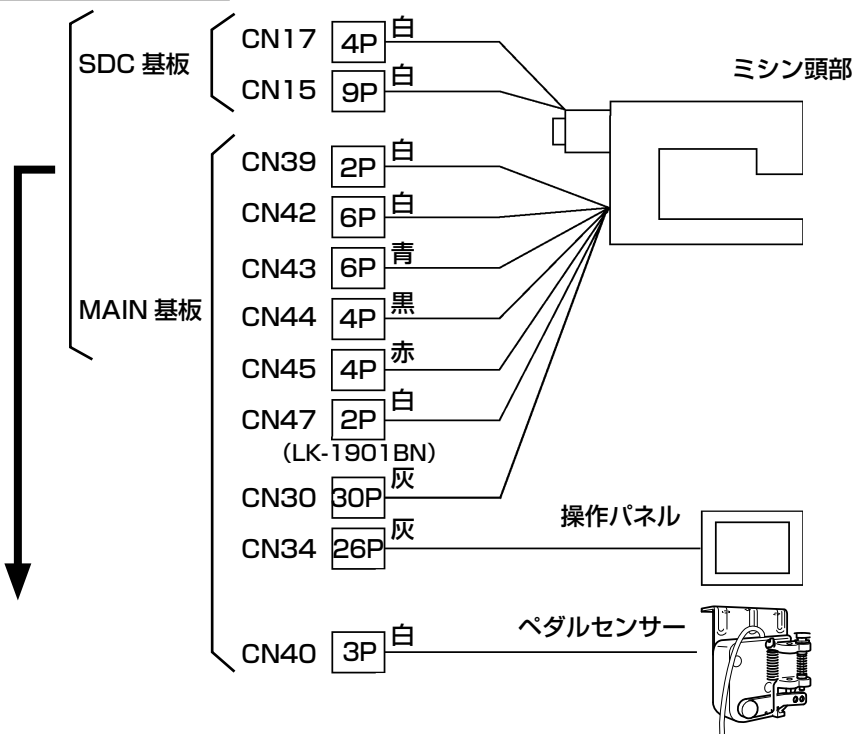 SDC 基板
CN17 4P 白
CN15 9P 白
ミシン頭部
MAIN 基板
CN39 2P 白
CN42 6P 白
CN43 6P 青
CN44 4P 黒
CN45 4P 赤
CN47 2P 白
（LK-1901BN）
CN30 30P 灰
CN34 26P 灰
操作パネル
CN40 3P 白
ペダルセンサー